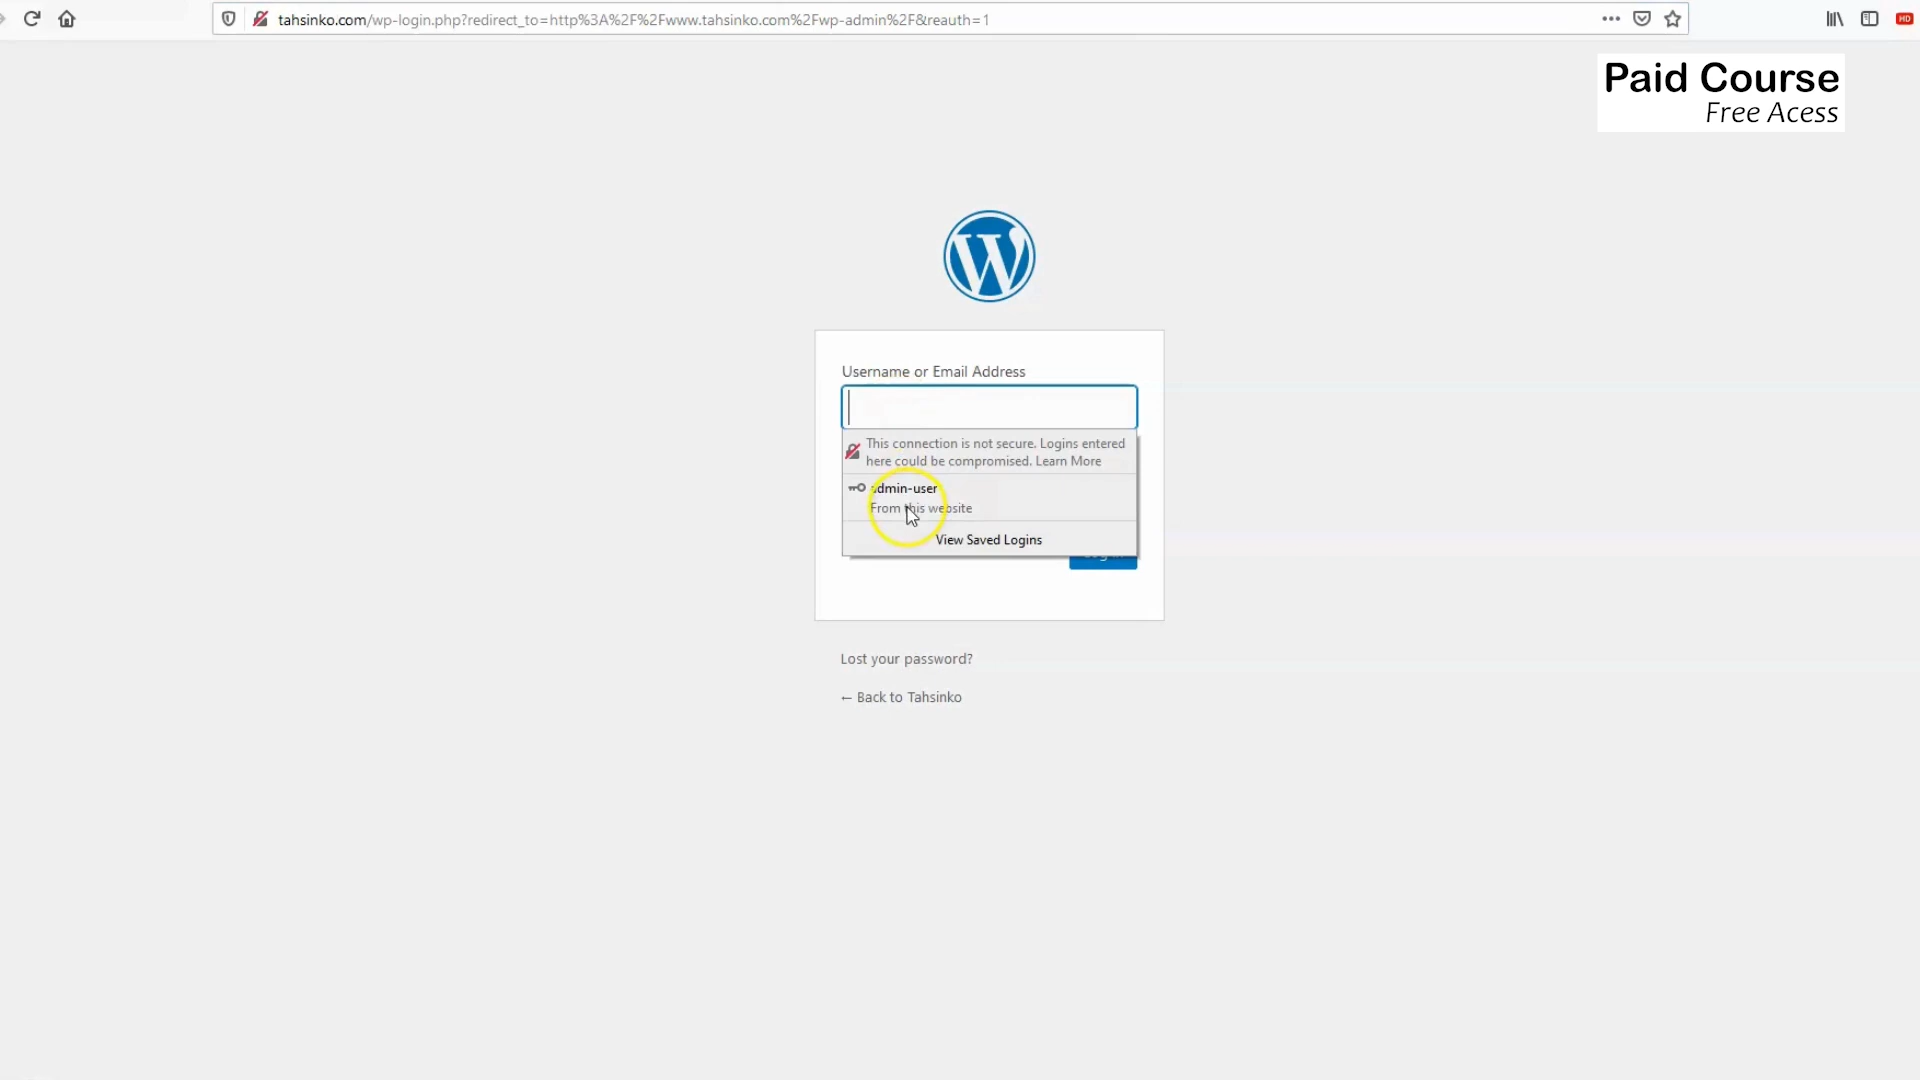 tahsinko.com/wp-login.php?redirect_to=http%3A%2F%2Fwww.tahsinko.com%2Fwp-admin%2F&reauth=1
HD
Paid Course
Free Acess
Username or Email Address
This connection is not secure. Logins entered
here could be compromised. Learn More
admin-user
From this website
View Saved Logins
Lost your password?
← Back to Tahsinko